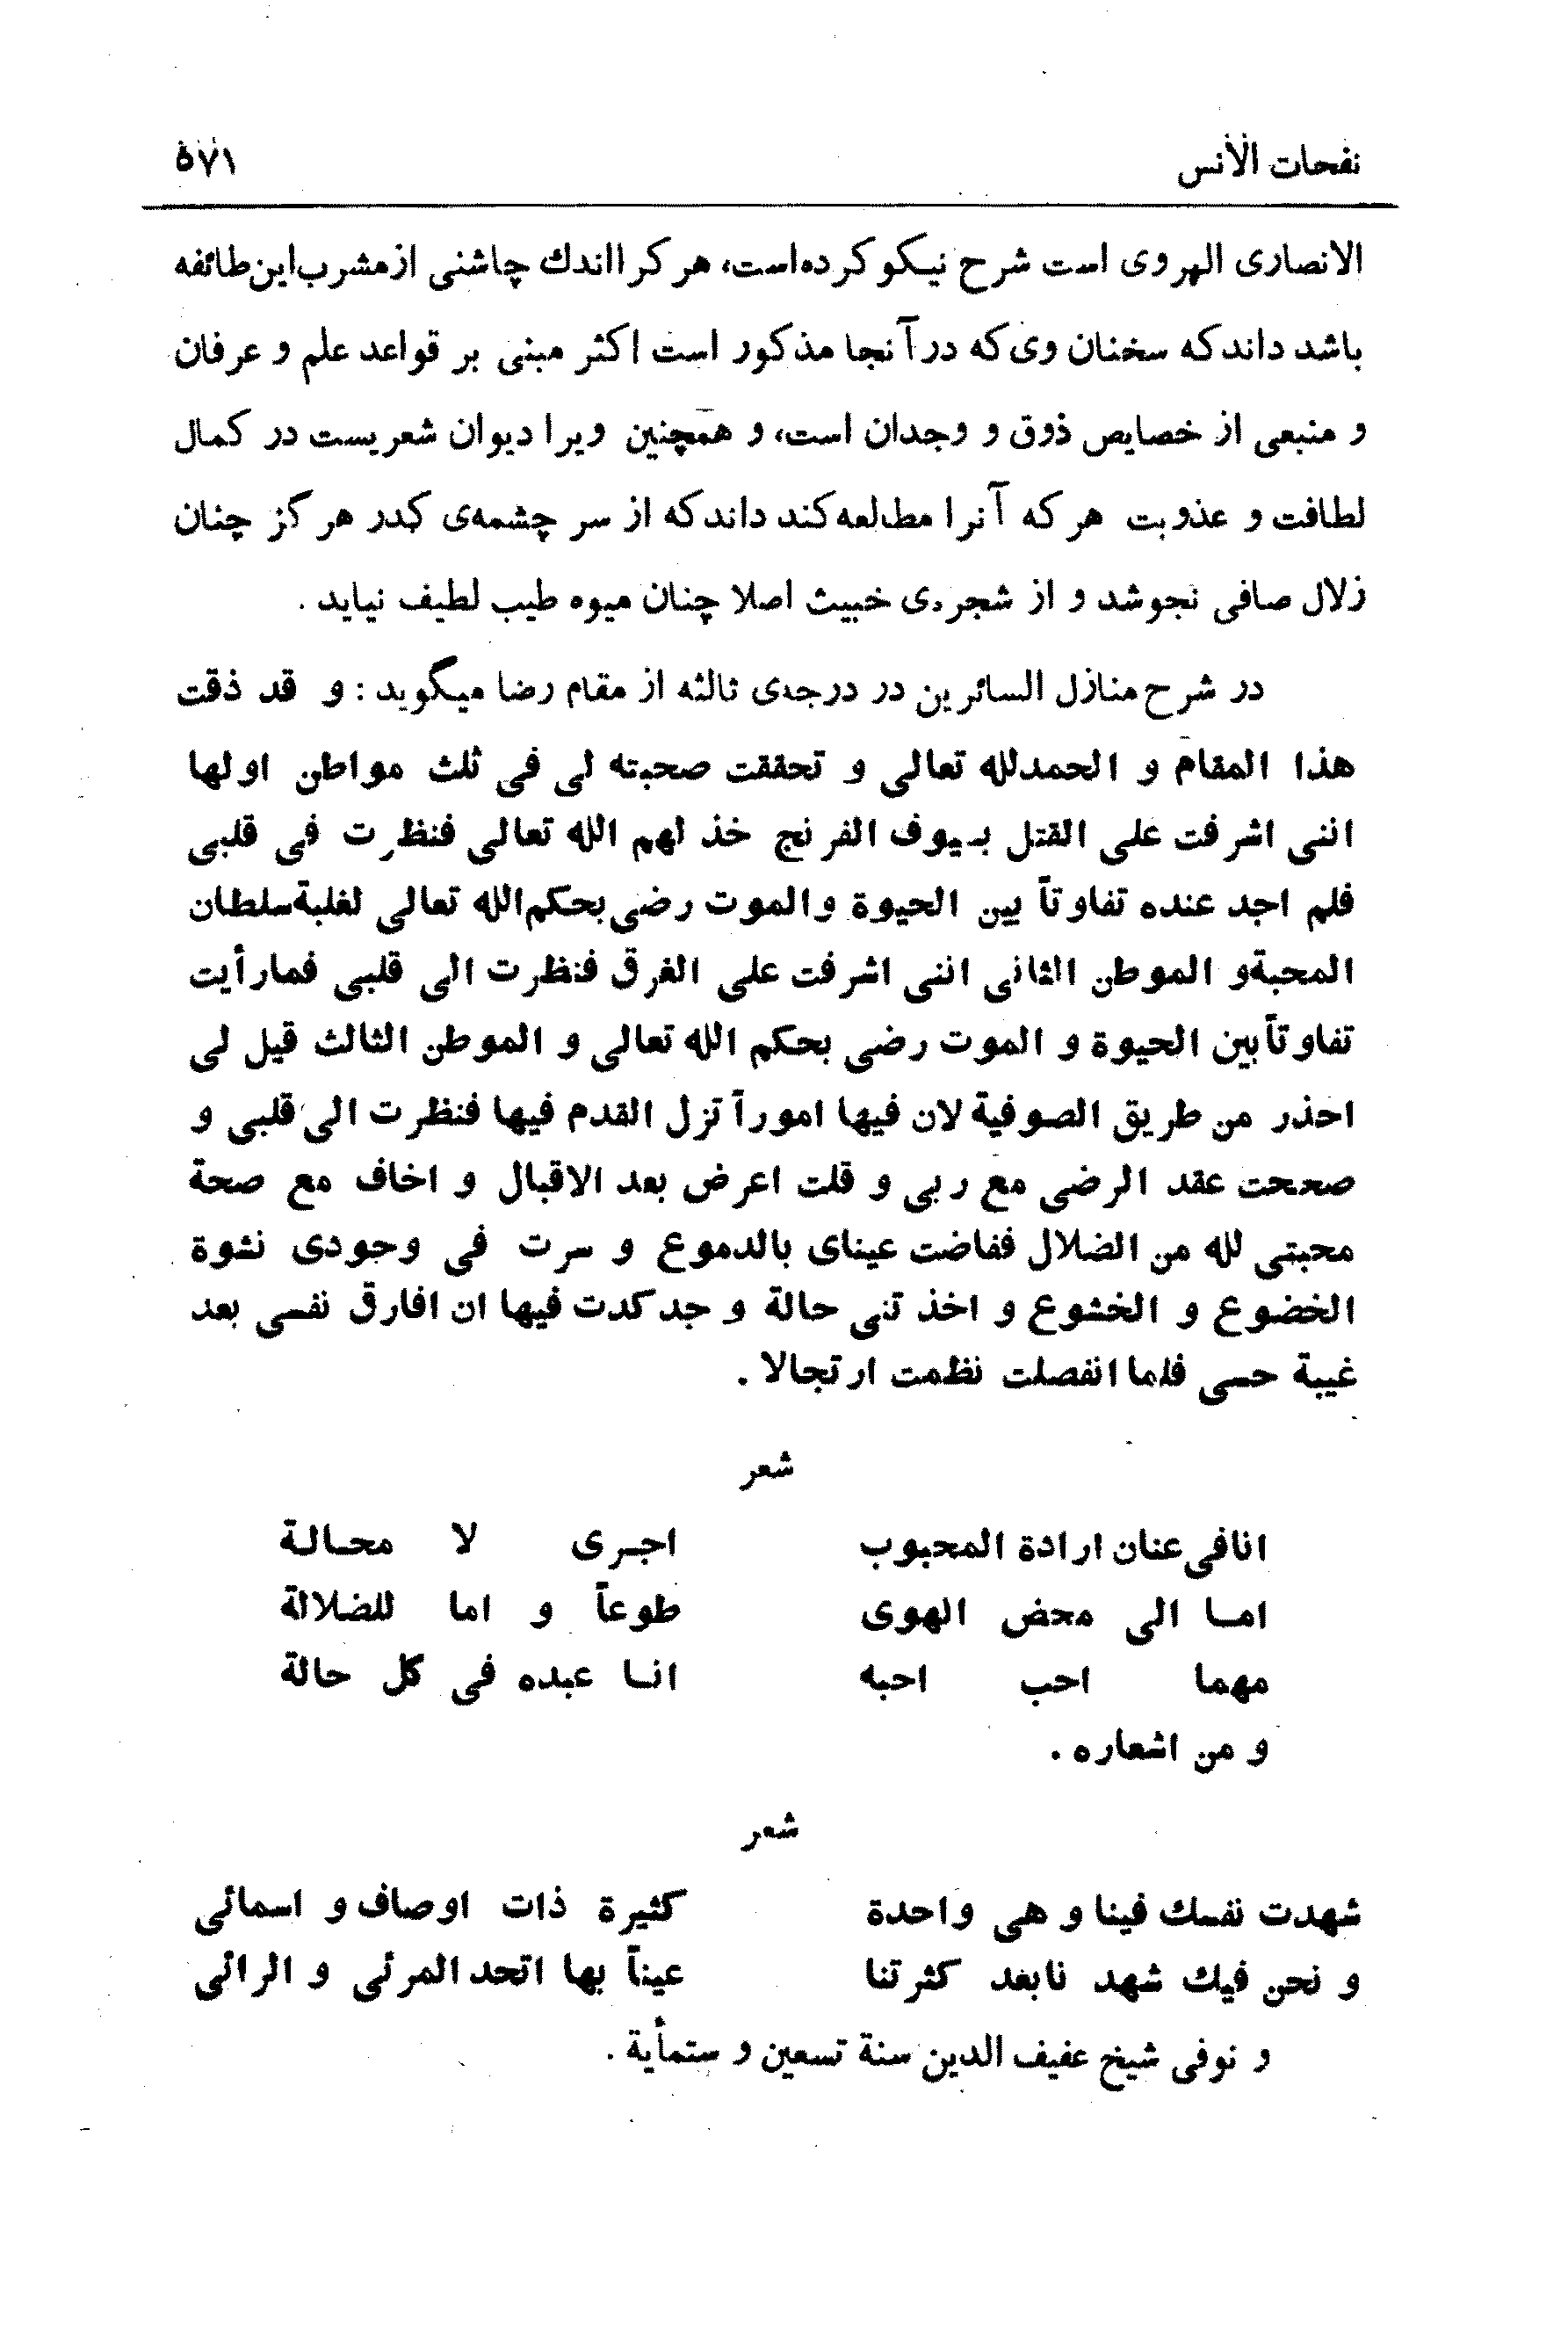 نفحات الأنس ۵۷۱
الانصاری الهروی است شرح نیکو کرده‌است، هر کرا اندك چاشنی ازمشرب‌این‌طائفه
باشد داندکه سخنان وی‌که درآنجا مذکور است اکثر مبنی بر قواعد علم و عرفان
و منبعی از خصایص ذوق و وجدان است، و همچنین ویرا دیوان شعریست در کمال
لطافت و عذوبت هرکه آنرا مطالعه‌کند داندکه از سر چشمه‌ی کدر هرگز چنان
زلال صافی نجوشد و از شجره‌ی خبیث اصلا چنان میوه طیب لطیف نیاید .
در شرح منازل السائرین در درجه‌ی ثالثه از مقام رضا میگوید : و قد ذقت
هذا المقام و الحمدلله تعالی و تحققت صحبته لی فی ثلث مواطن اولها
اننی اشرفت علی القتل بسیوف الفرنج خذ لهم الله تعالی فنظرت فی قلبی
فلم اجد عنده تفاوتاً بین الحیوة والموت رضی‌بحکم‌الله تعالی لغلبة‌سلطان
المحبةو الموطن الثانی اننی اشرفت علی الغرق فنظرت الی قلبی فمارأیت
تفاوتاًبین الحیوة و الموت رضی بحکم الله تعالی و الموطن الثالث قیل لی
احذر من طریق الصوفیة لان فیها اموراً تزل القدم فیها فنظرت الی قلبی و
صححت عقد الرضی مع ربی و قلت اعرض بعد الاقبال و اخاف مع صحة
محبتی لله من الضلال ففاضت عینای بالدموع و سرت فی وجودی نشوة
الخضوع و الخشوع و اخذ تنی حالة و جدکدت فیها ان افارق نفسی بعد
غیبة حسی فلما انفصلت نظمت ارتجالا .
شعر
انافی‌عنان ارادة المحبوب اجـری لا محـالـة
امـا الی محض الهوی طوعاً و اما للضلالة
مهما احب احبه انـا عبده فی کل حالة
و من اشعاره .
شعر
شهدت نفسك فینا و هی واحدة کثیرة ذات اوصاف و اسمائی
و نحن فیك شهد نابعد کثرتنا عیناً بها اتحد المرئی و الرائی
و نوفی شیخ عفیف الدین سنة تسعین و ستمأیة .